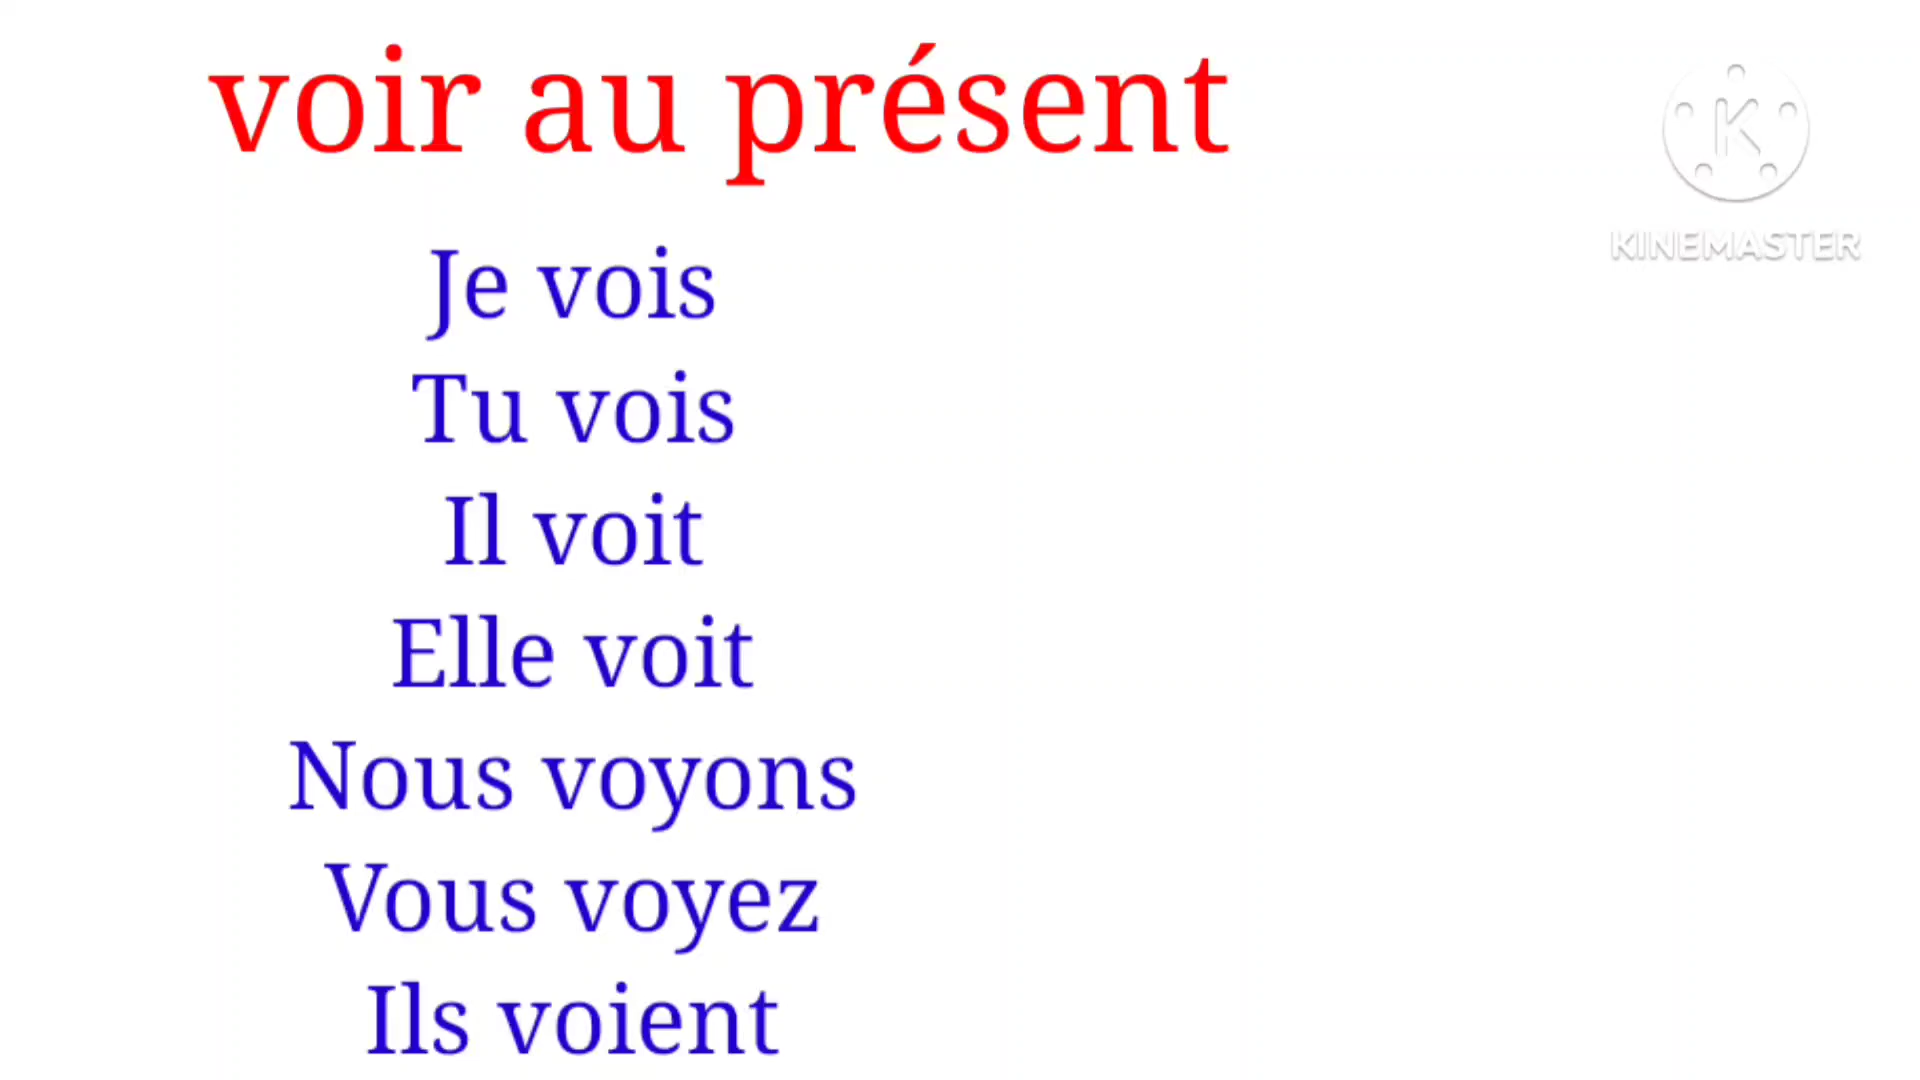 voir au présent
K
KINEMASTER
Je vois
Tu vois
Il voit
Elle voit
Nous voyons
Vous voyez
Ils voient